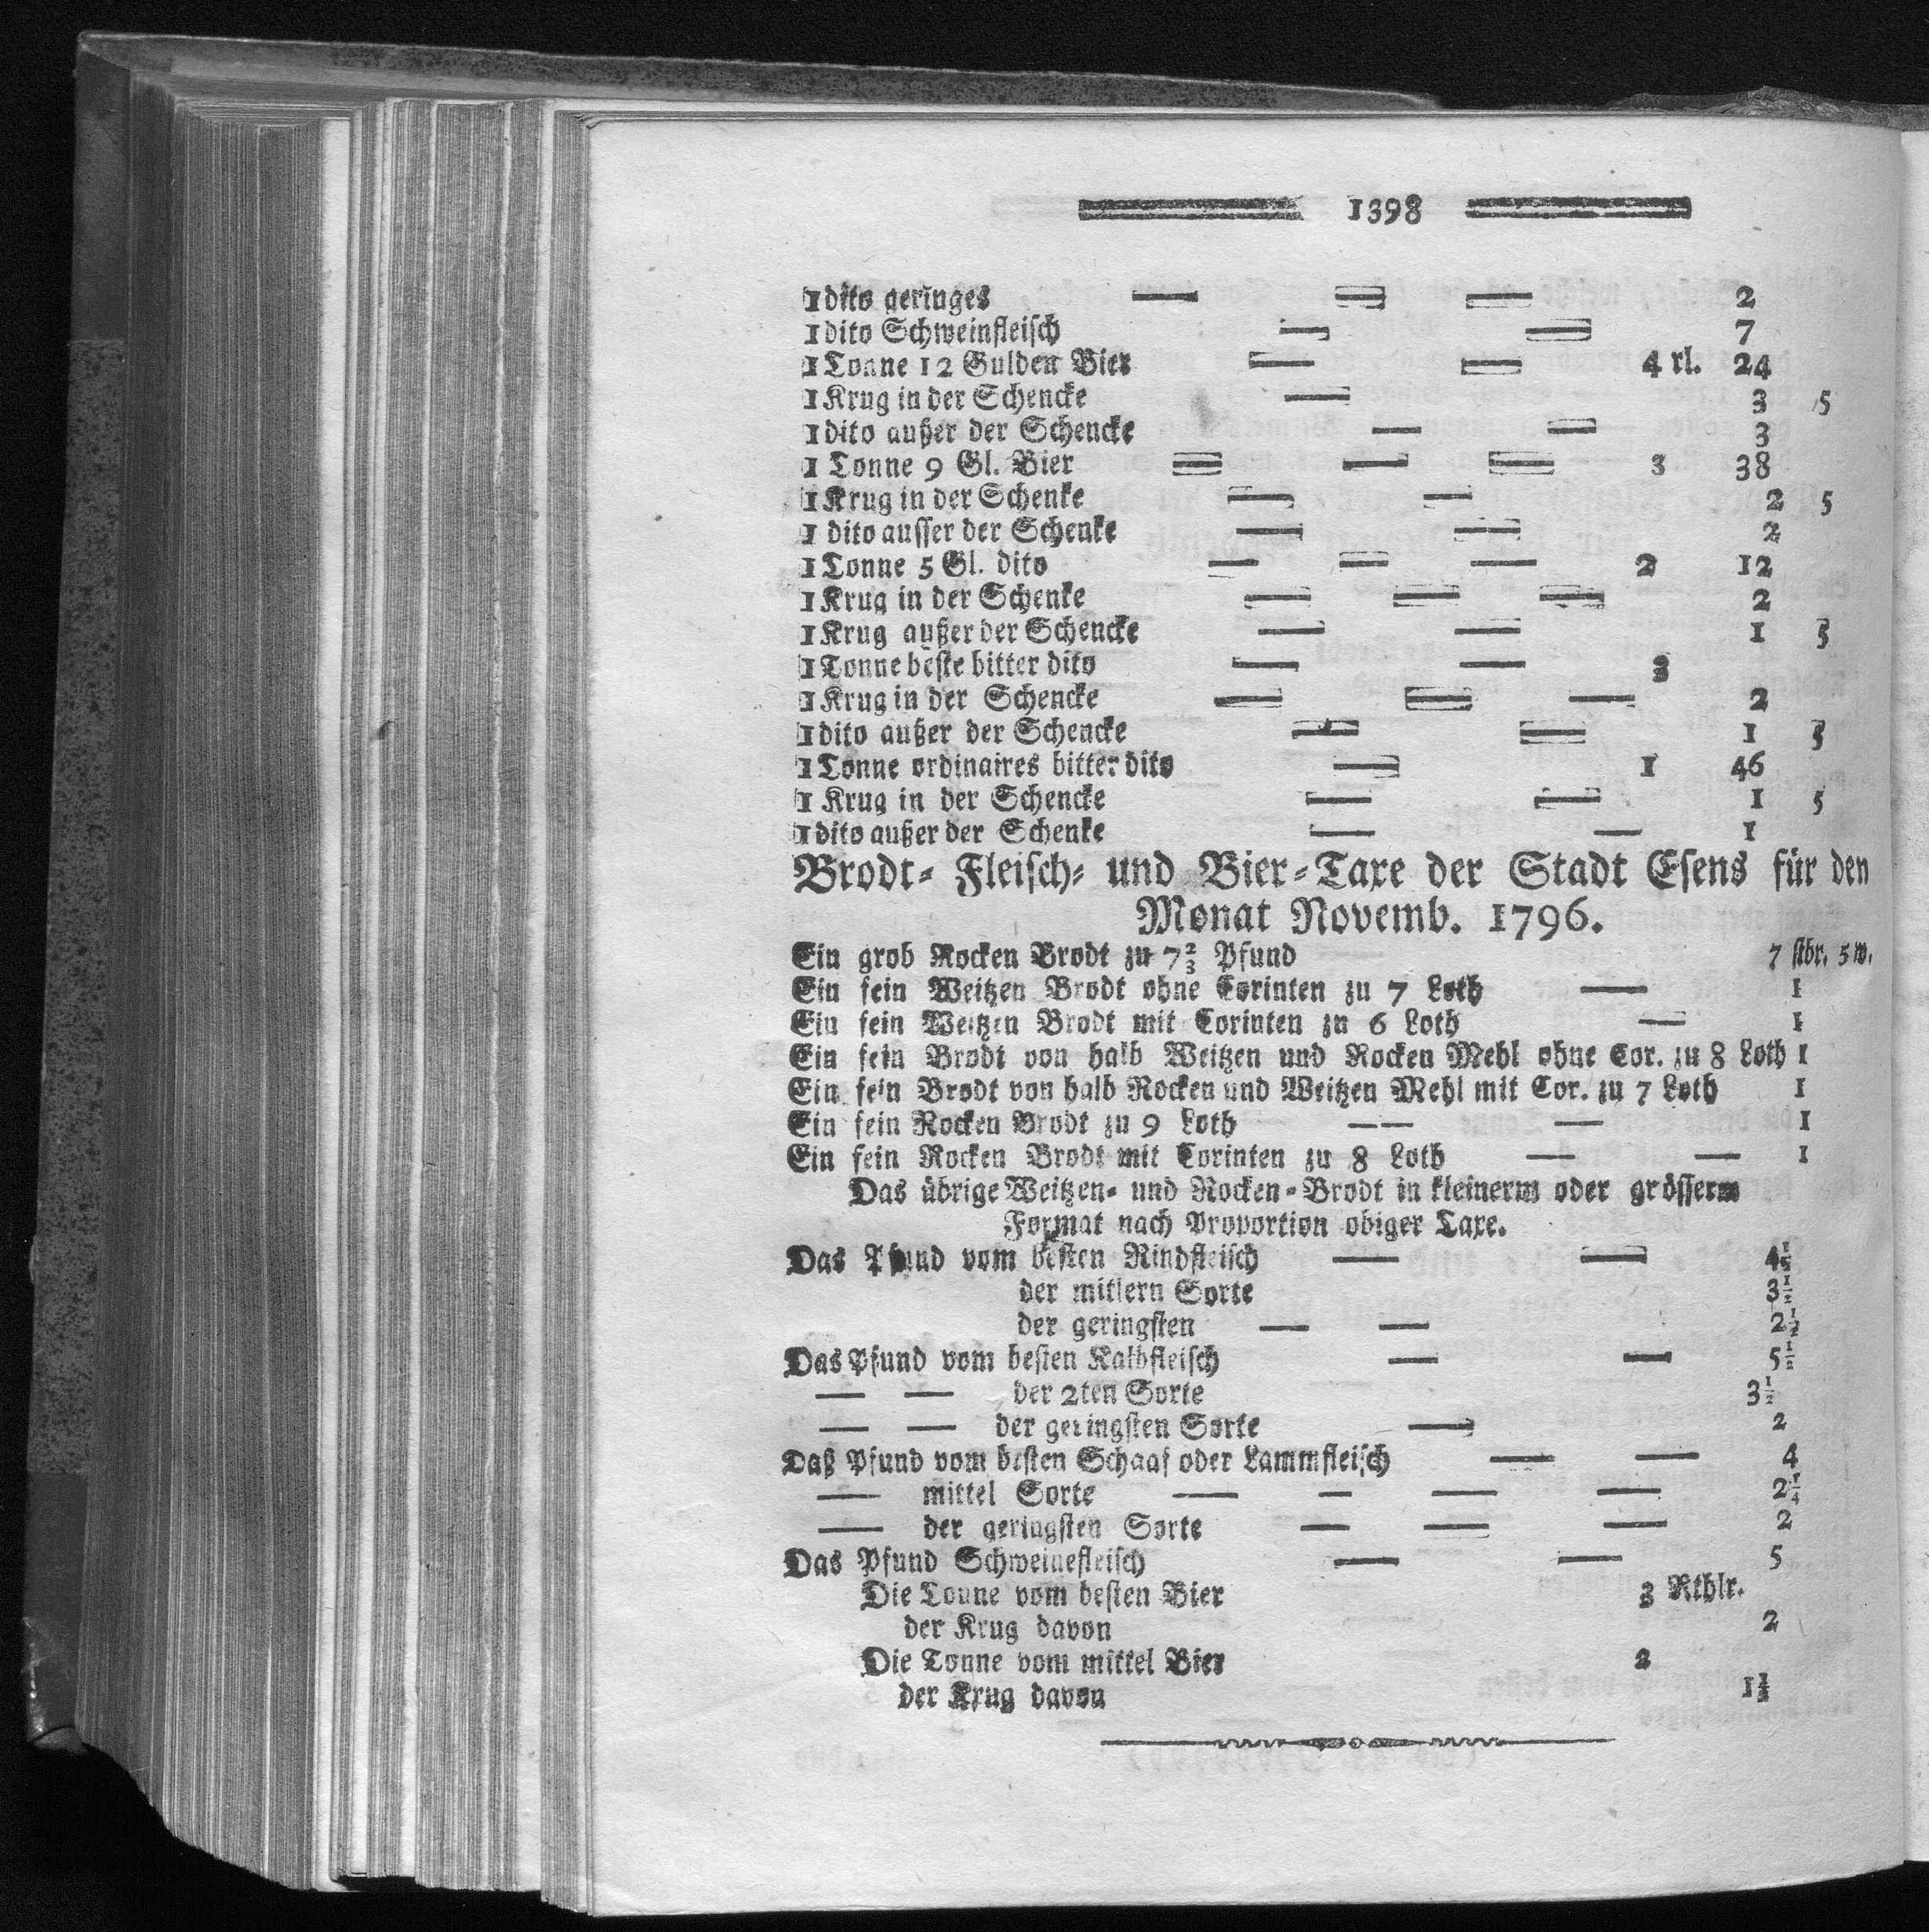 1398
1 dito geringes — — — 2
1 dito Schweinfleisch — — 7
1 Tonne 12 Gulden Bier — — 4 rl. 24
1 Krug in der Schencke — 3 5
1 dito außer der Schencke — — 3
1 Tonne 9 Gl. Bier — — — 3 38
1 Krug in der Schenke — — 2 5
1 dito ausser der Schenke — — 2
1 Tonne 5 Gl. dito — — — 2 12
1 Krug in der Schenke — — — 2
1 Krug außer der Schencke — — 1 5
1 Tonne beste bitter dito — — 3
1 Krug in der Schencke — — — 2
1 dito außer der Schencke — — 1 5
1 Tonne ordinaires bitter dito — 1 46
1 Krug in der Schencke — — 1 5
1 dito außer der Schenke — — 1
Brodt- Fleisch- und Bier-Taxe der Stadt Esens für den
Monat Novemb. 1796.
Ein grob Rocken Brodt zu 7⅔ Pfund 7 stbr. 5 w.
Ein fein Weitzen Brodt ohne Corinten zu 7 Loth — 1
Ein fein Weitzen Brodt mit Corinten zu 6 Loth — 1
Ein fein Brodt von halb Weitzen und Rocken Mehl ohne Cor. zu 8 Loth 1
Ein fein Brodt von halb Rocken und Weitzen Mehl mit Cor. zu 7 Loth 1
Ein fein Rocken Brodt zu 9 Loth —— — 1
Ein fein Rocken Brodt mit Corinten zu 8 Loth — — 1
Das übrige Weitzen- und Rocken-Brodt in kleinerm oder grösserm
Format nach Proportion obiger Taxe.
Das Pfund vom besten Rindfleisch — —
der mitlern Sorte 3½
der geringsten — — 2½
Das Pfund vom besten Kalbfleisch — — 5½
— — der 2ten Sorte 3½
— — der geringsten Sorte — 2
Daß Pfund vom besten Schaaf oder Lammfleisch — — 4
— mittel Sorte — — — — 2¼
— der geringsten Sorte — — — 2
Das Pfund Schweinefleisch — — 5
Die Tonne vom besten Bier 3 Rthlr.
der Krug davon 2
Die Tonne vom mittel Bier 2
der Krug davon